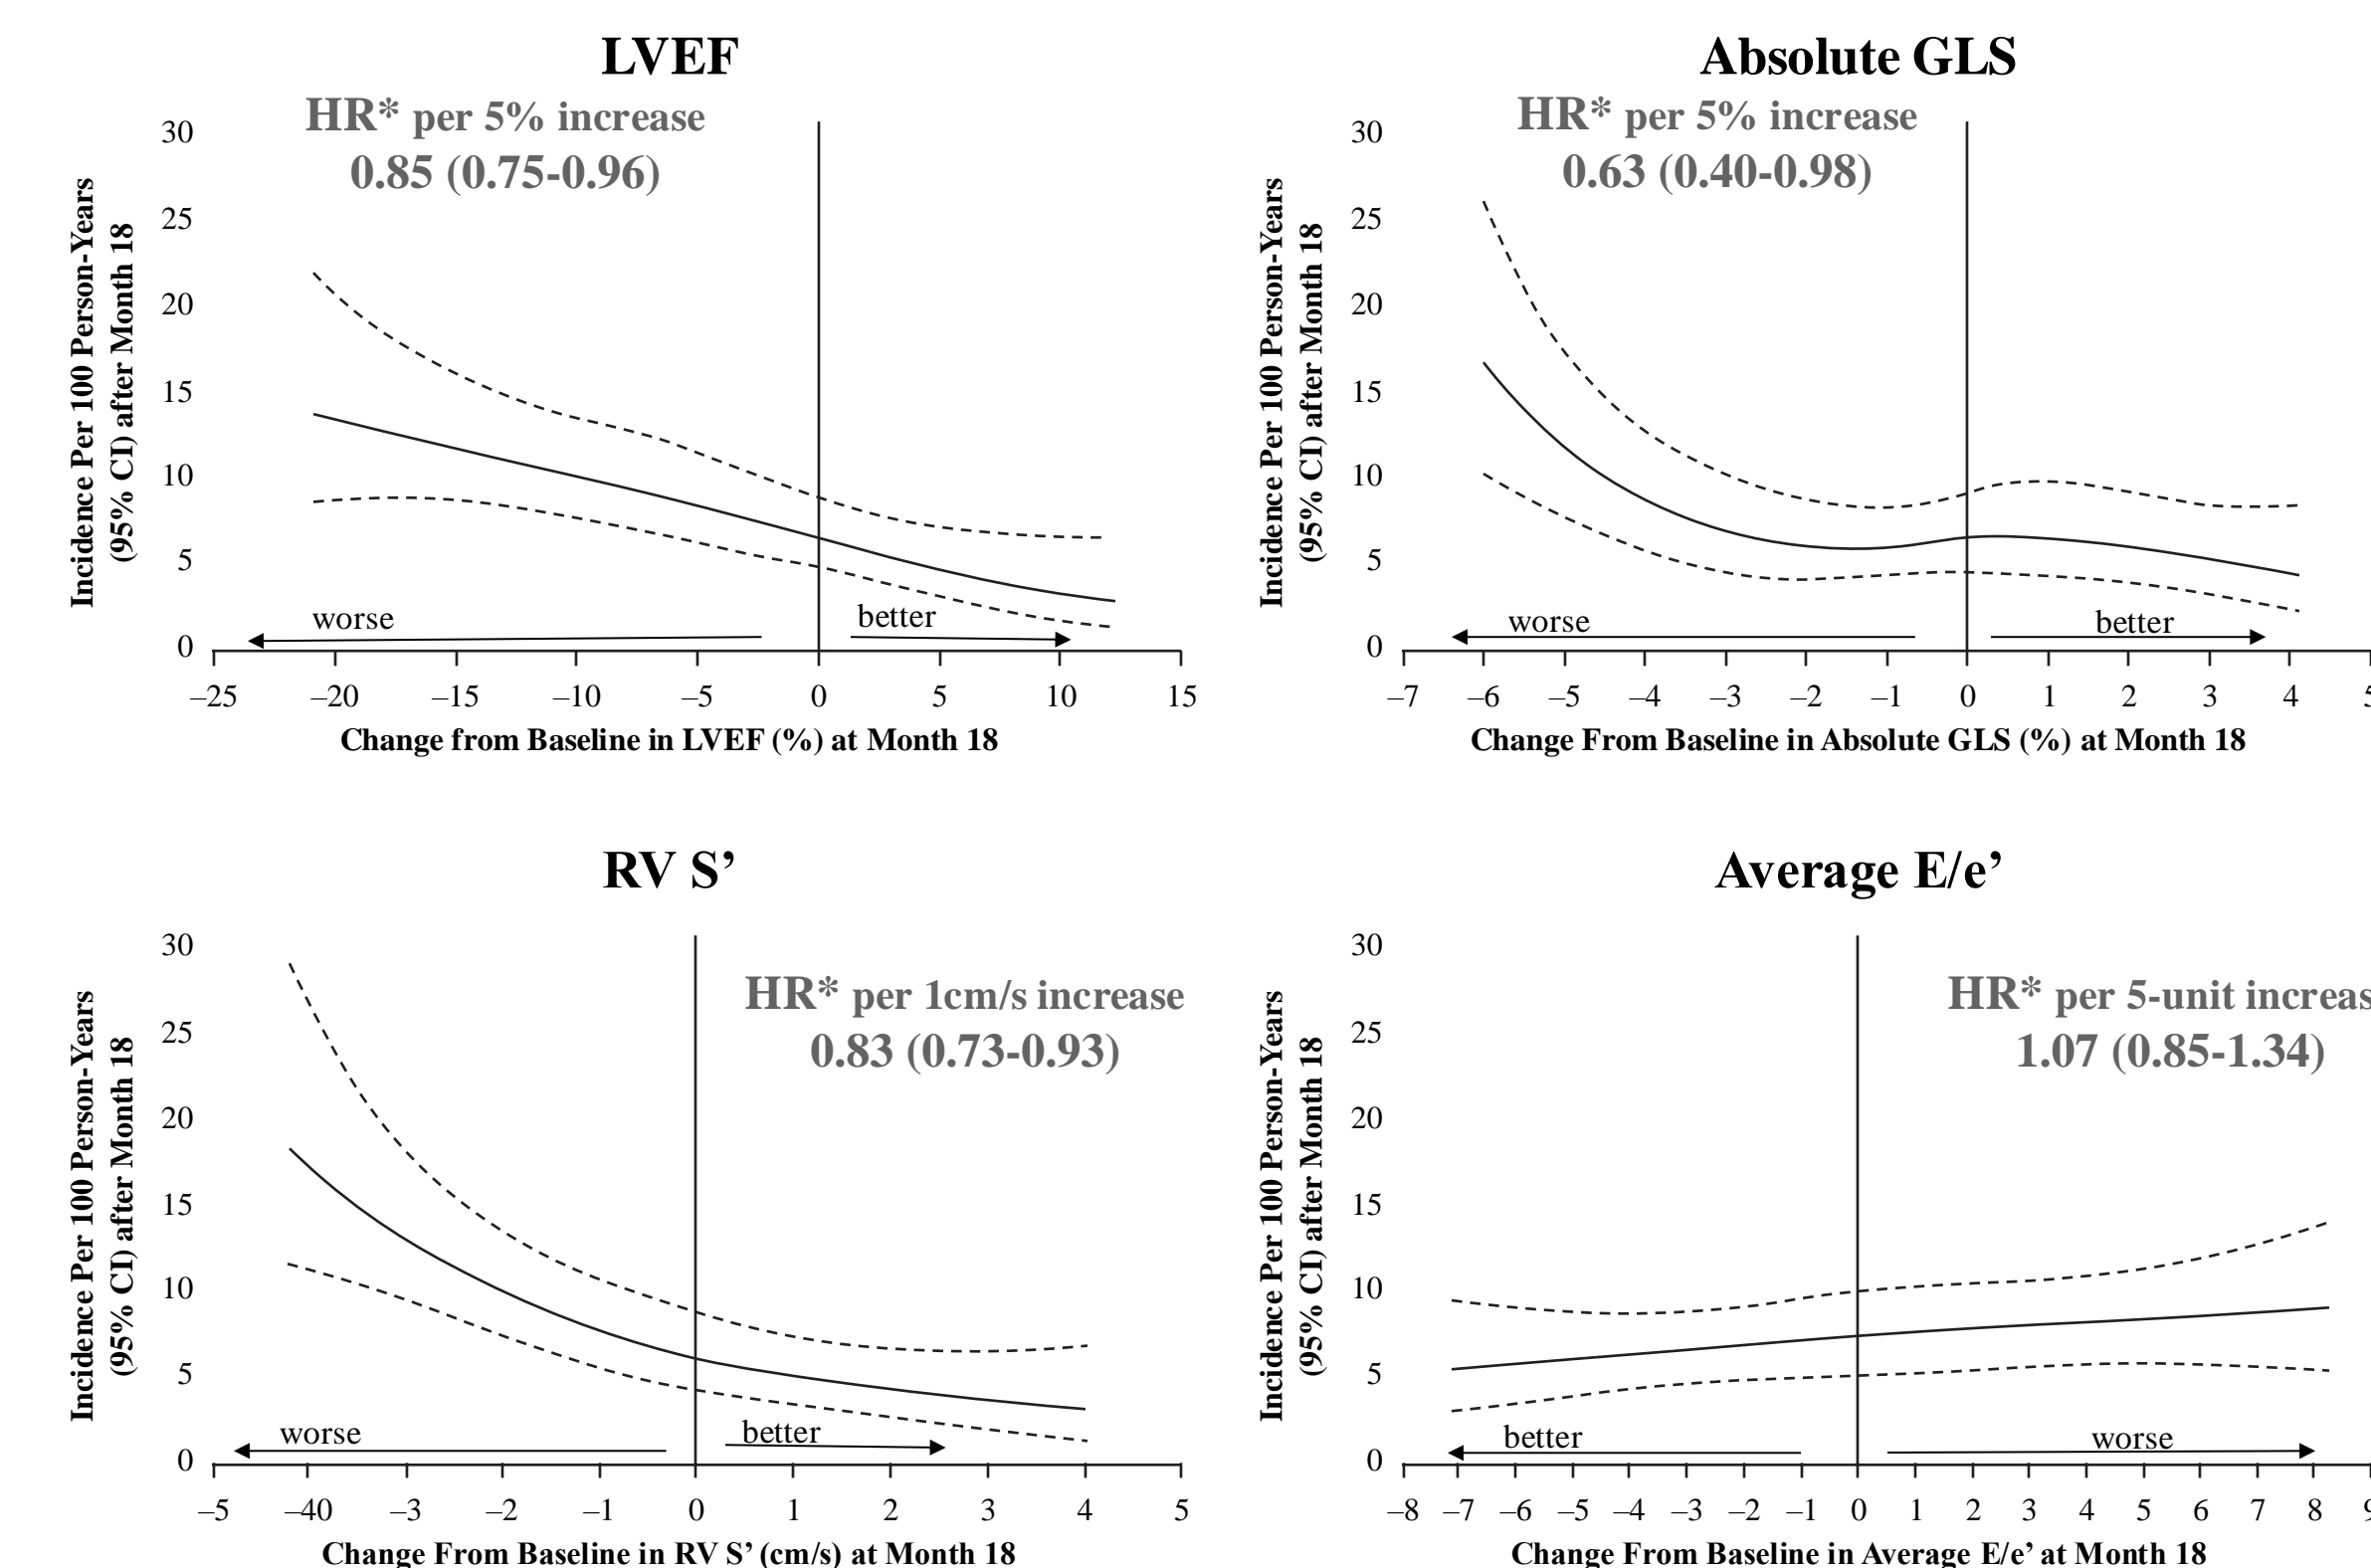 LVEF
HR* per 5% increase
0.85 (0.75-0.96)
Incidence Per 100 Person-Years
(95% CI) after Month 18
30
25
20
15
10
5
0
worse
better
–25 –20 –15 –10 –5 0 5 10 15
Change from Baseline in LVEF (%) at Month 18
Absolute GLS
HR* per 5% increase
0.63 (0.40-0.98)
Incidence Per 100 Person-Years
(95% CI) after Month 18
30
25
20
15
10
5
0
worse
better
–7 –6 –5 –4 –3 –2 –1 0 1 2 3 4 5
Change From Baseline in Absolute GLS (%) at Month 18
RV S’
HR* per 1cm/s increase
0.83 (0.73-0.93)
Incidence Per 100 Person-Years
(95% CI) after Month 18
30
25
20
15
10
5
0
worse
better
–5 –40 –3 –2 –1 0 1 2 3 4 5
Change From Baseline in RV S’ (cm/s) at Month 18
Average E/e’
HR* per 5-unit increas
1.07 (0.85-1.34)
Incidence Per 100 Person-Years
(95% CI) after Month 18
30
25
20
15
10
5
0
better
worse
–8 –7 –6 –5 –4 –3 –2 –1 0 1 2 3 4 5 6 7 8 9
Change From Baseline in Average E/e’ at Month 18